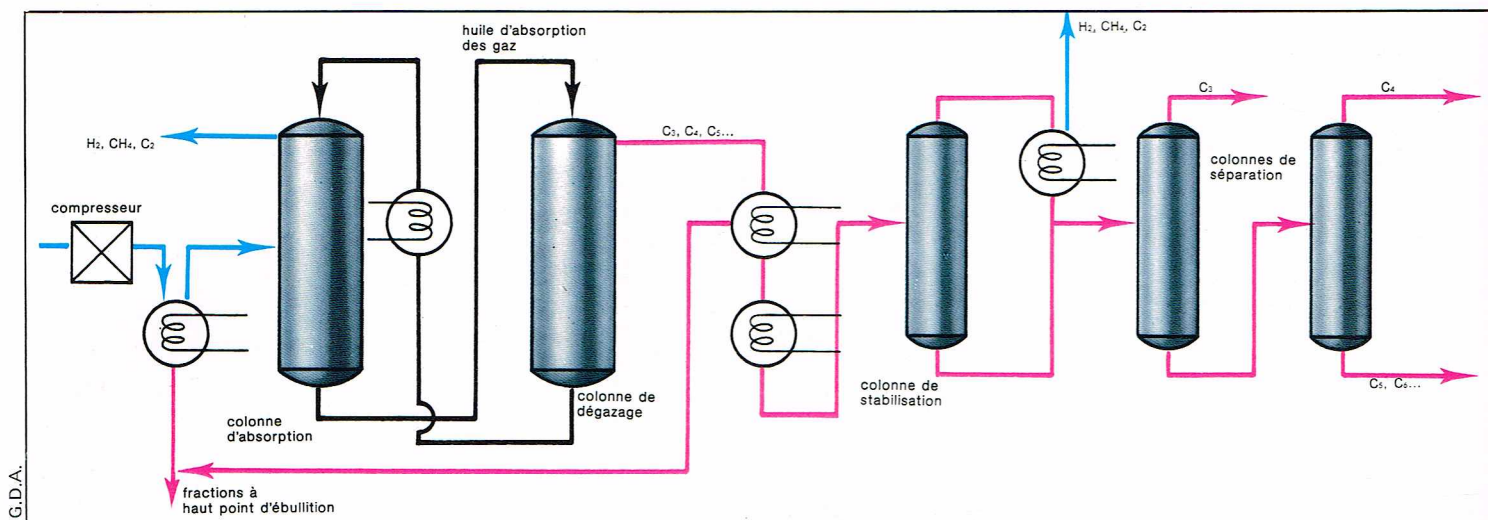 huile d'absorption
des gaz
H₂, CH₄, C₂
C₃
C₄
H₂, CH₄, C₂
C₃, C₄, C₅...
colonnes de
séparation
compresseur
colonne de
dégazage
colonne de
stabilisation
C₅, C₆...
colonne
d'absorption
fractions à
haut point d'ébullition
G.D.A.